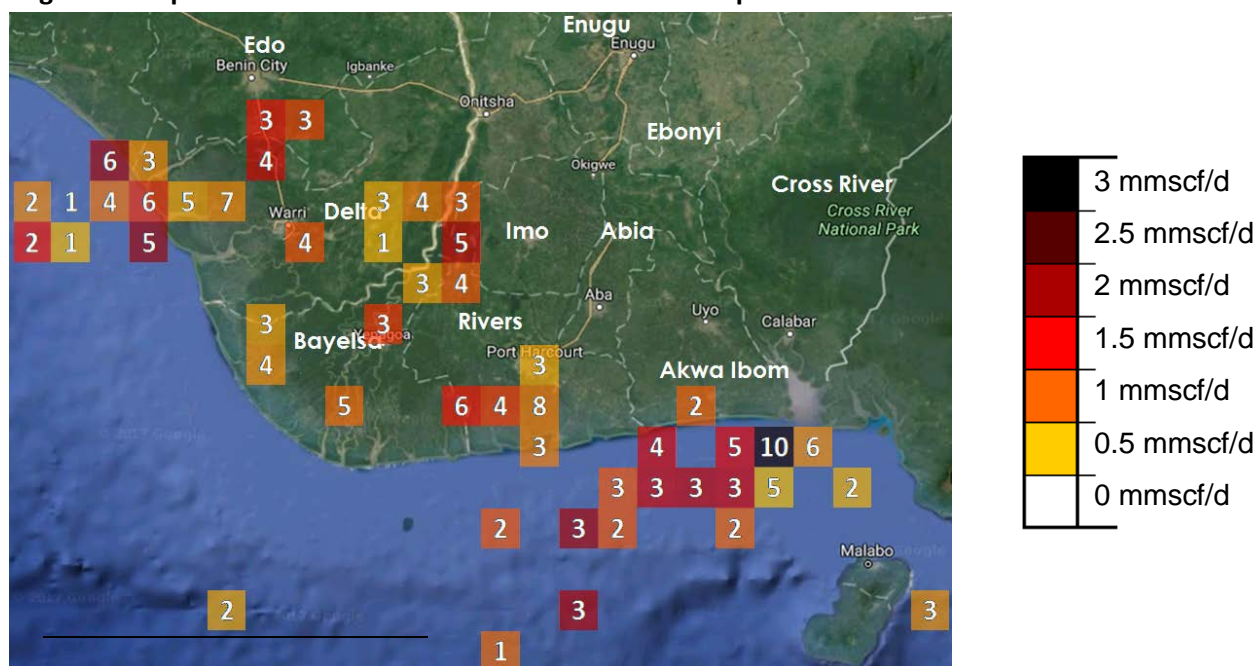 Enugu
Edo
Enugu
Benin City
Igbanke
Onitsha
3 3
Ebonyi
6 3 4
Okigwe
Cross River
2 1 4 6 5 7 3 4 3
Cross River
National Park
Warri
Delta
Imo
Abia
2 1 5 4 1 5
3 4
Aba
3 3
Rivers
Uyo
Calabar
Bayelsa
Port Harcourt
4 3
Akwa Ibom
5 6 4 8 2
3 4 5 10 6
3 3 3 3 5 2
2 3 2 2
Malabo
2 3 3
1
3 mmscf/d
2.5 mmscf/d
2 mmscf/d
1.5 mmscf/d
1 mmscf/d
0.5 mmscf/d
0 mmscf/d